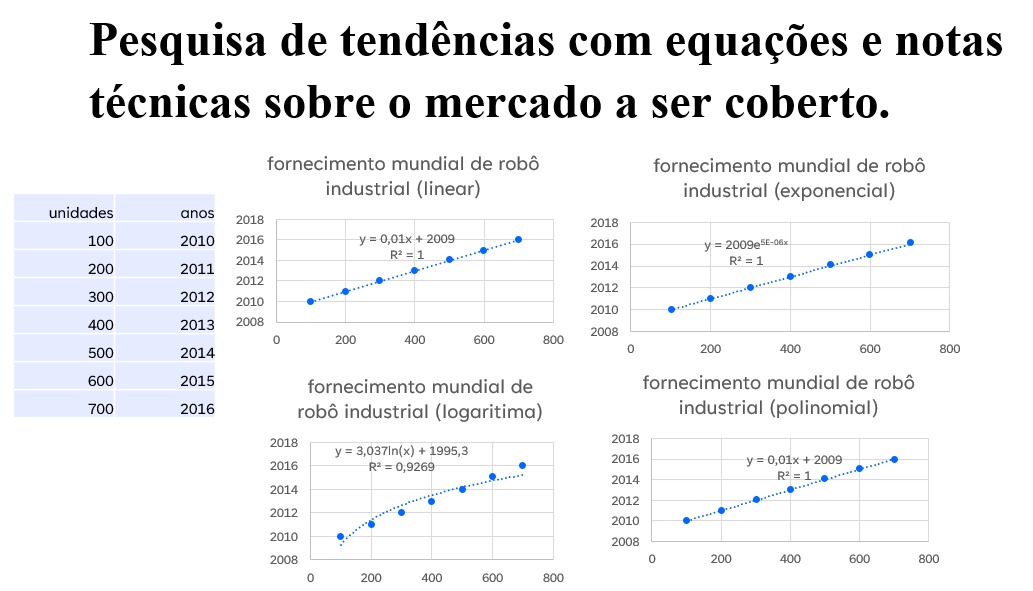 Pesquisa de tendências com equações e notas
técnicas sobre o mercado a ser coberto.
unidades anos
100 2010
200 2011
300 2012
400 2013
500 2014
600 2015
700 2016
fornecimento mundial de robô
industrial (linear)
2018
2016
2014
2012
2010
2008
y = 0,01x + 2009
R² = 1
0 200 400 600 800
fornecimento mundial de robô
industrial (exponencial)
2018
2016
2014
2012
2010
2008
y = 2009e^5E-06x
R² = 1
0 200 400 600 800
fornecimento mundial de
robô industrial (logaritima)
2018
2016
2014
2012
2010
2008
y = 3,037ln(x) + 1995,3
R² = 0,9269
0 200 400 600 800
fornecimento mundial de robô
industrial (polinomial)
2018
2016
2014
2012
2010
2008
y = 0,01x + 2009
R² = 1
0 200 400 600 800